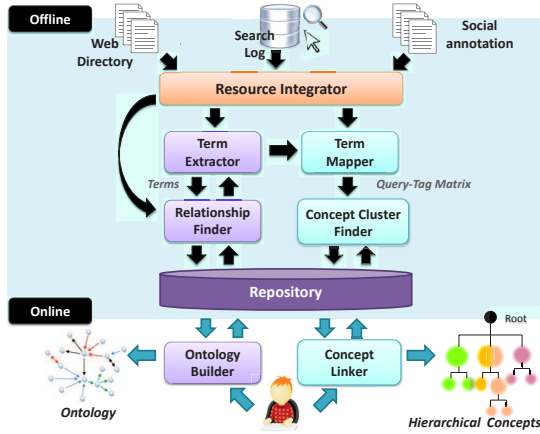 Offline
Web
Directory
Search
Log
Social
annotation
Resource Integrator
Term
Extractor
Term
Mapper
Terms
Query-Tag Matrix
Relationship
Finder
Concept Cluster
Finder
Repository
Online
Root
Ontology
Builder
Concept
Linker
Ontology
Hierarchical Concepts